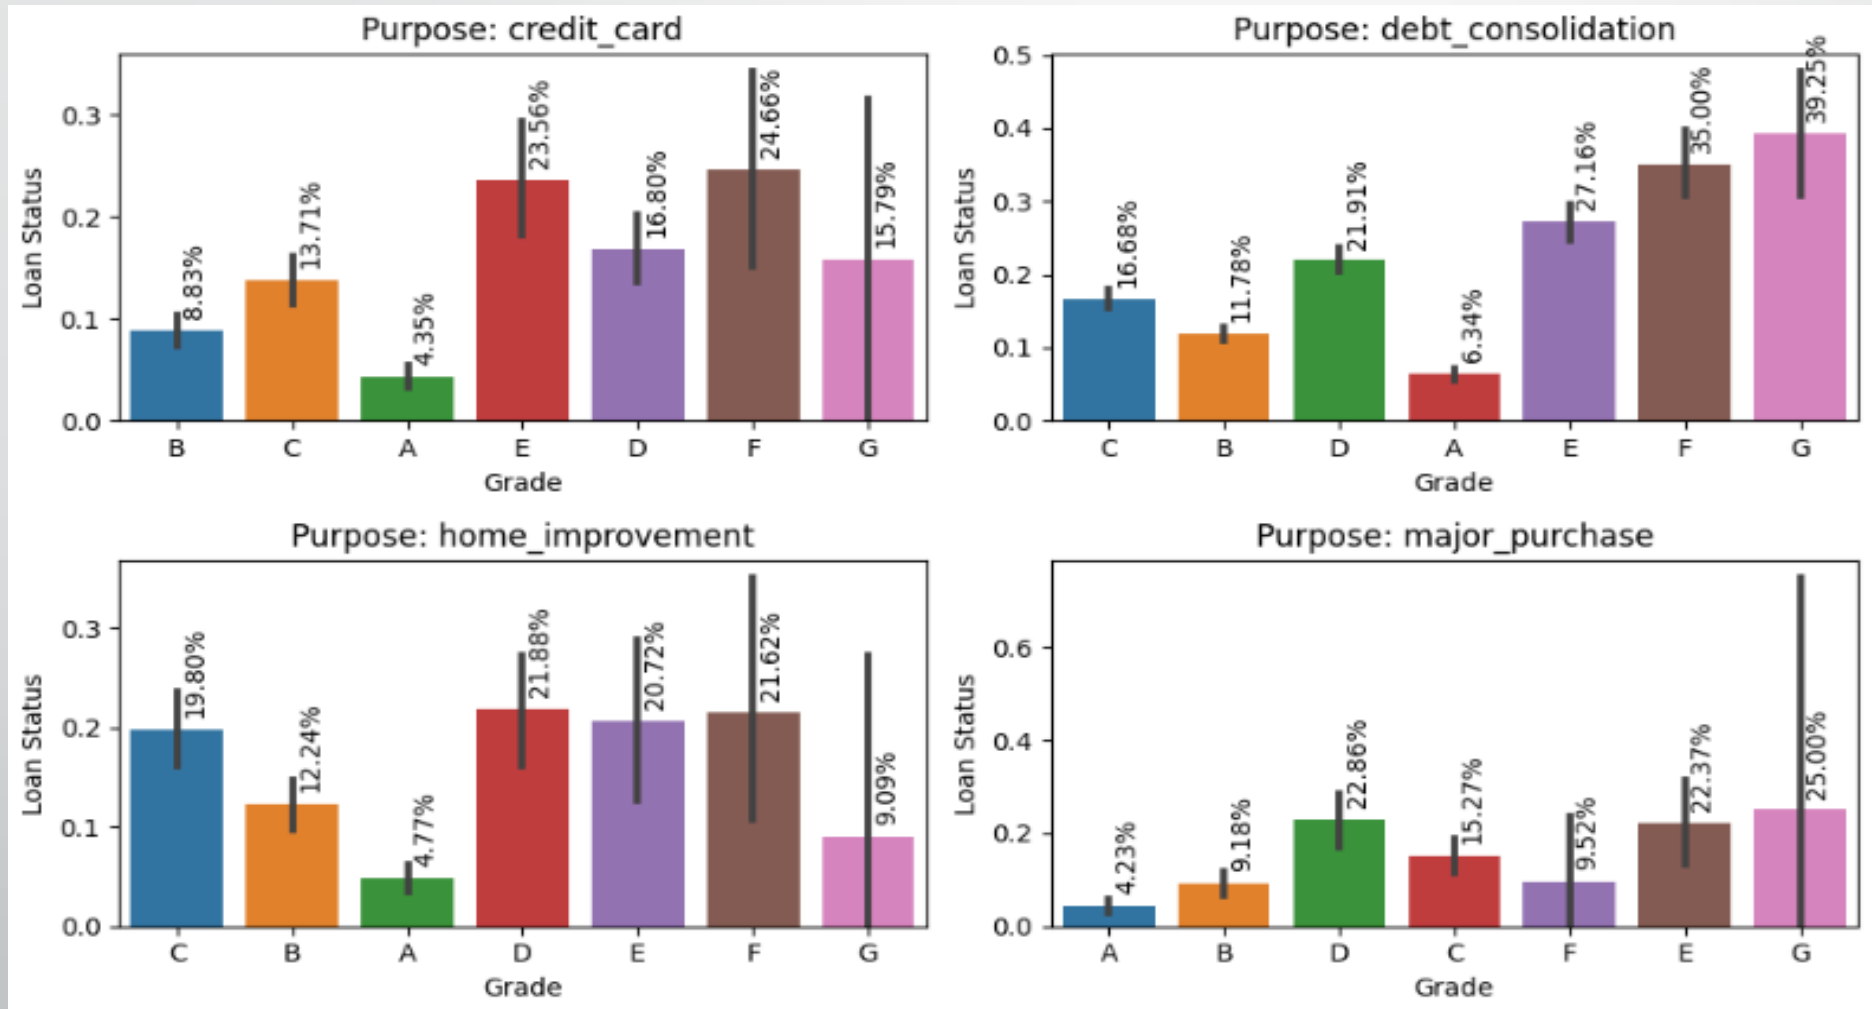 Purpose: credit_card
Loan Status
0.3
0.2
0.1
0.0
8.83%
13.71%
4.35%
23.56%
16.80%
24.66%
15.79%
B C A E D F G
Grade
Purpose: debt_consolidation
Loan Status
0.5
0.4
0.3
0.2
0.1
0.0
16.68%
11.78%
21.91%
6.34%
27.16%
35.00%
39.25%
C B D A E F G
Grade
Purpose: home_improvement
Loan Status
0.3
0.2
0.1
0.0
19.80%
12.24%
4.77%
21.88%
20.72%
21.62%
9.09%
C B A D E F G
Grade
Purpose: major_purchase
Loan Status
0.6
0.4
0.2
0.0
4.23%
9.18%
22.86%
15.27%
9.52%
22.37%
25.00%
A B D C F E G
Grade